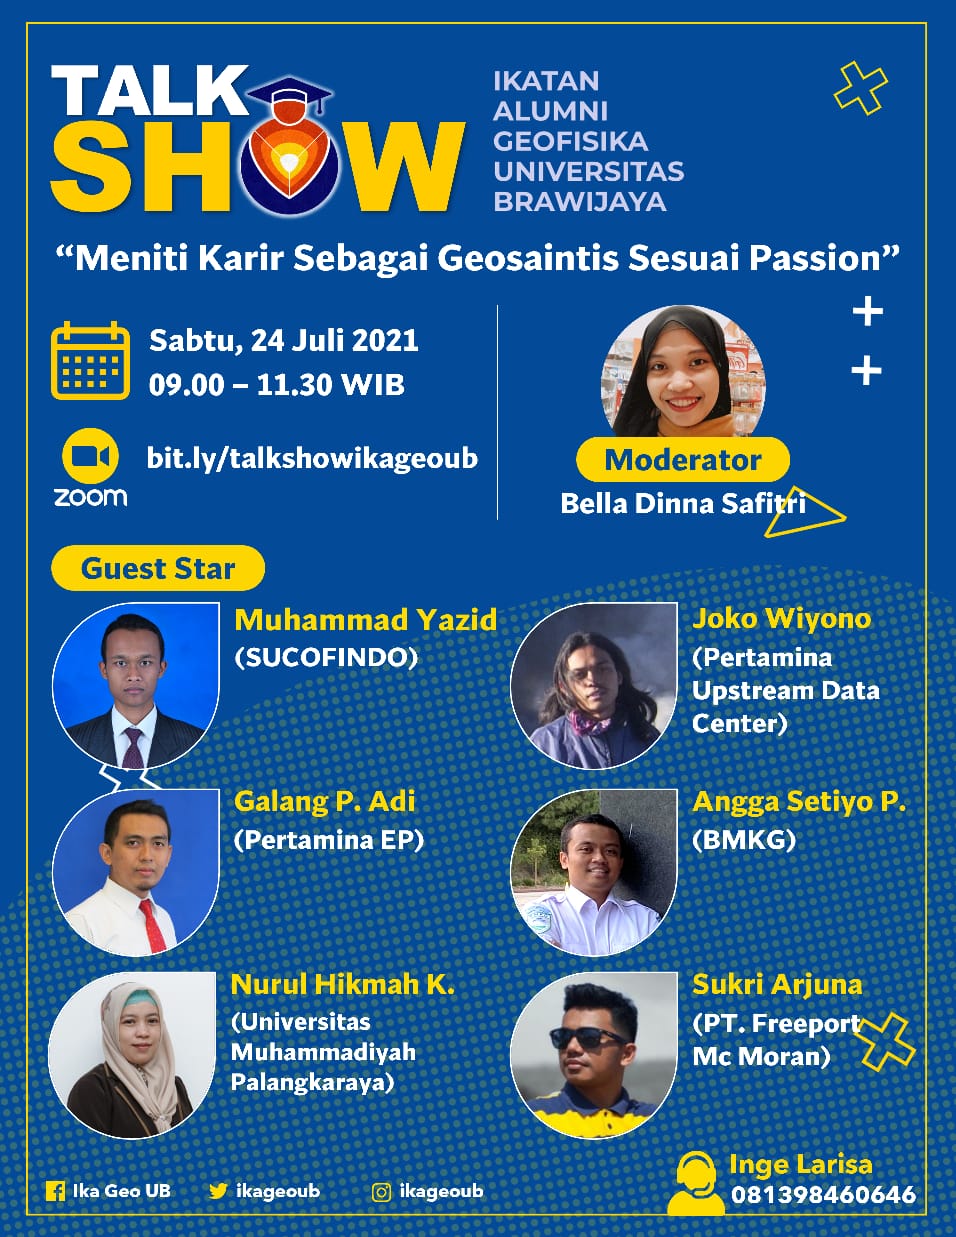 TALK
SHOW
IKATAN
ALUMNI
GEOFISIKA
UNIVERSITAS
BRAWIJAYA
“Meniti Karir Sebagai Geosaintis Sesuai Passion”
Sabtu, 24 Juli 2021
09.00 – 11.30 WIB
zoom
bit.ly/talkshowikageoub
Moderator
Bella Dinna Safitri
Guest Star
Muhammad Yazid
(SUCOFINDO)
Joko Wiyono
(Pertamina
Upstream Data
Center)
Galang P. Adi
(Pertamina EP)
Angga Setiyo P.
(BMKG)
Nurul Hikmah K.
(Universitas
Muhammadiyah
Palangkaraya)
Sukri Arjuna
(PT. Freeport
Mc Moran)
Ika Geo UB
ikageoub
ikageoub
Inge Larisa
081398460646